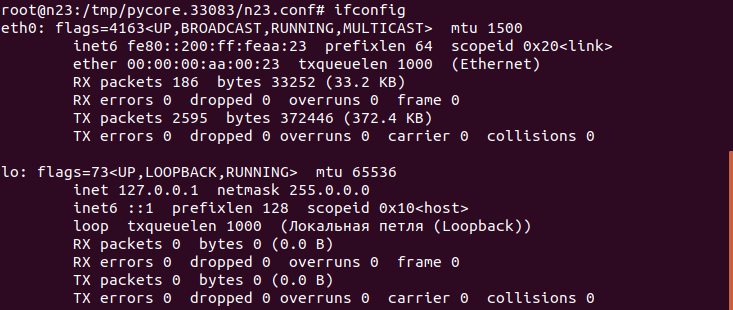 root@n23:/tmp/pycore.33083/n23.conf# ifconfig
eth0: flags=4163<UP,BROADCAST,RUNNING,MULTICAST>  mtu 1500
        inet6 fe80::200:ff:feaa:23  prefixlen 64  scopeid 0x20<link>
        ether 00:00:00:aa:00:23  txqueuelen 1000  (Ethernet)
        RX packets 186  bytes 33252 (33.2 KB)
        RX errors 0  dropped 0  overruns 0  frame 0
        TX packets 2595  bytes 372446 (372.4 KB)
        TX errors 0  dropped 0 overruns 0  carrier 0  collisions 0

lo: flags=73<UP,LOOPBACK,RUNNING>  mtu 65536
        inet 127.0.0.1  netmask 255.0.0.0
        inet6 ::1  prefixlen 128  scopeid 0x10<host>
        loop  txqueuelen 1000  (Локальная петля (Loopback))
        RX packets 0  bytes 0 (0.0 B)
        RX errors 0  dropped 0  overruns 0  frame 0
        TX packets 0  bytes 0 (0.0 B)
        TX errors 0  dropped 0 overruns 0  carrier 0  collisions 0